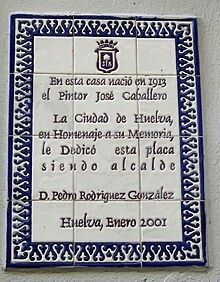 En esta casa nació en 1913
el Pintor José Caballero
La Ciudad de Huelva,
en Homenaje a su Memoria,
le Dedicó esta placa
siendo alcalde
D. Pedro Rodríguez González
Huelva, Enero 2001